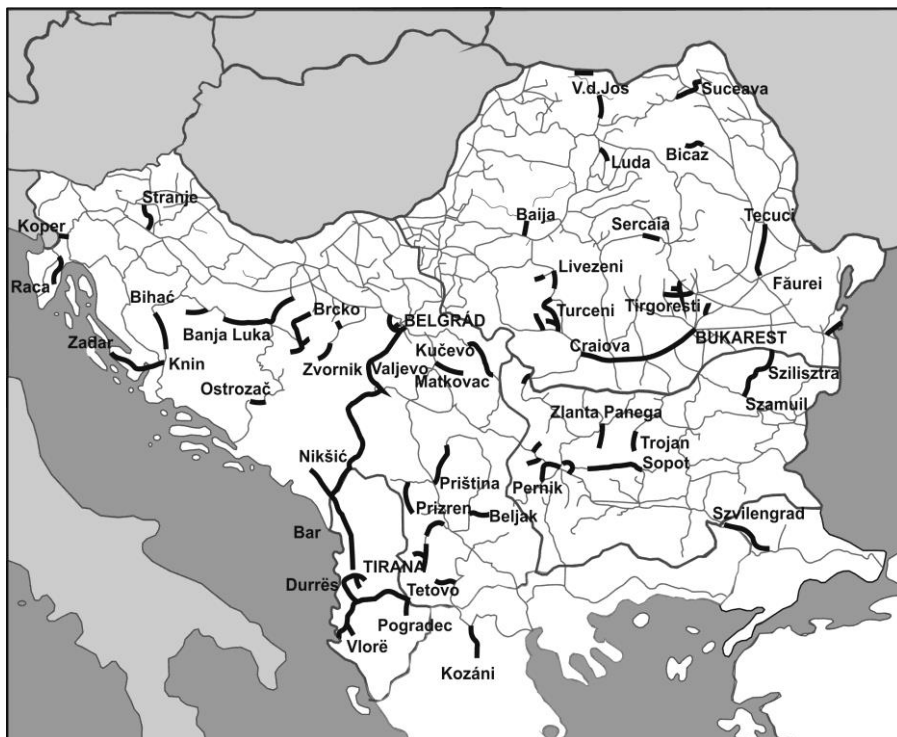 V.d.Jos
Suceava
Luda
Bicaz
Stranje
Koper
Baija
Sercaia
Tecuci
Livezeni
Raca
Bihać
Făurei
Brcko
Turceni
Tirgoresti
Banja Luka
BELGRÁD
Zadar
Kučevo
Craiova
BUKAREST
Knin
Zvornik
Valjevo
Matkovac
Szilisztra
Ostrozač
Zlanta Panega
Szamuil
Trojan
Nikšić
Sopot
Priština
Pernik
Prizren
Beljak
Szvilengrad
Bar
TIRANA
Durrës
Tetovo
Pogradec
Vlorë
Kozáni